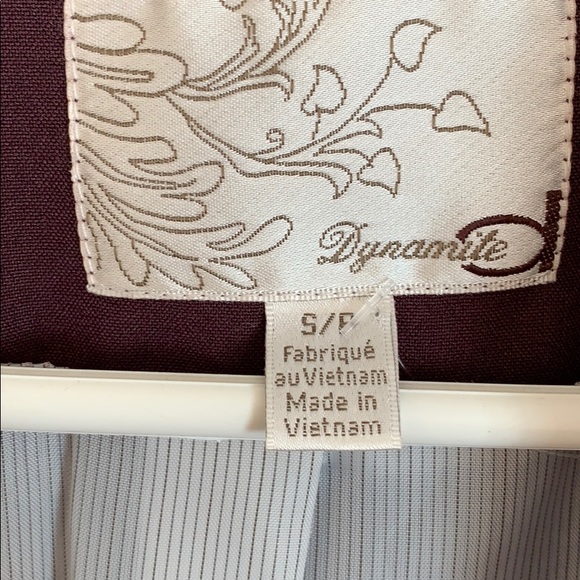 Dynamite
S/P
Fabriqué
au Vietnam
Made in
Vietnam